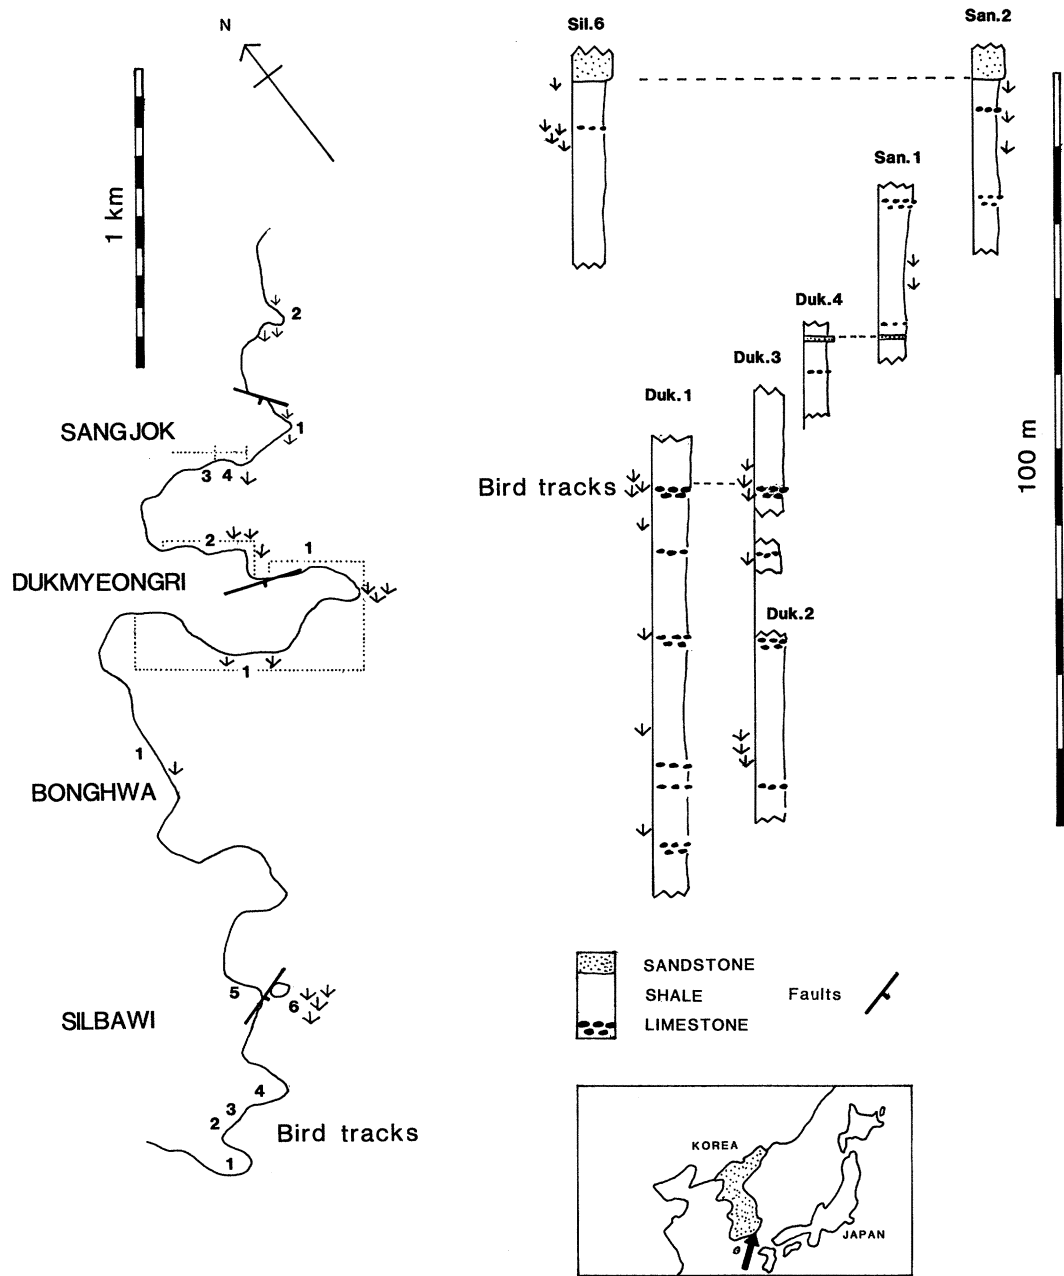 N
1 km
2
SANGJOK
1
3 4
2
1
DUKMYEONGRI
1
1
BONGHWA
5
6
SILBAWI
4
3
2
Bird tracks
1
Sil.6
San.2
San.1
Duk.4
Duk.3
Duk.1
Bird tracks
Duk.2
100 m
SANDSTONE
SHALE
LIMESTONE
Faults
KOREA
JAPAN